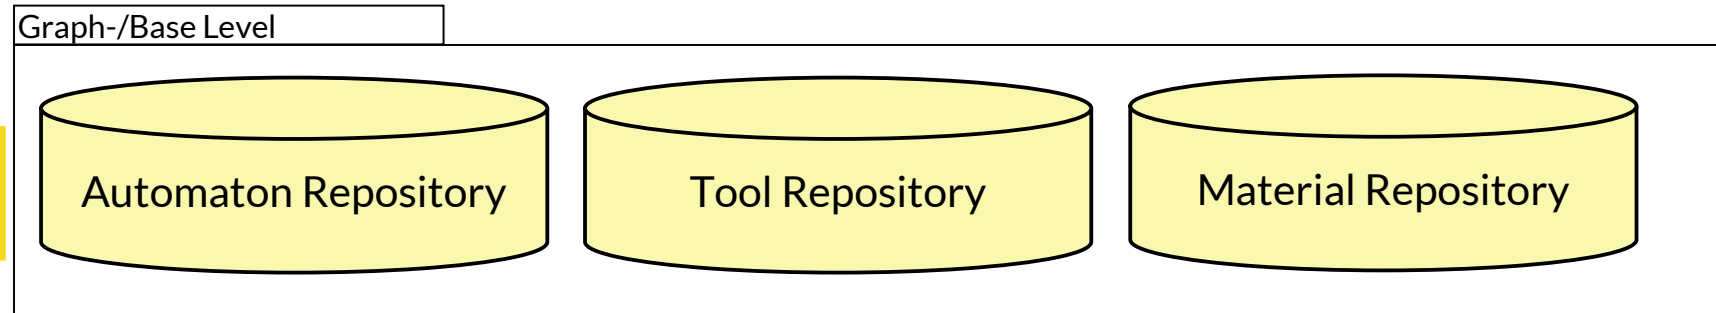 Graph-/Base Level
Automaton Repository
Tool Repository
Material Repository